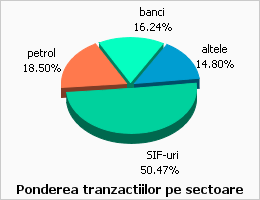 banci
16.24%
petrol
18.50%
altele
14.80%
SIF-uri
50.47%
Ponderea tranzactiilor pe sectoare